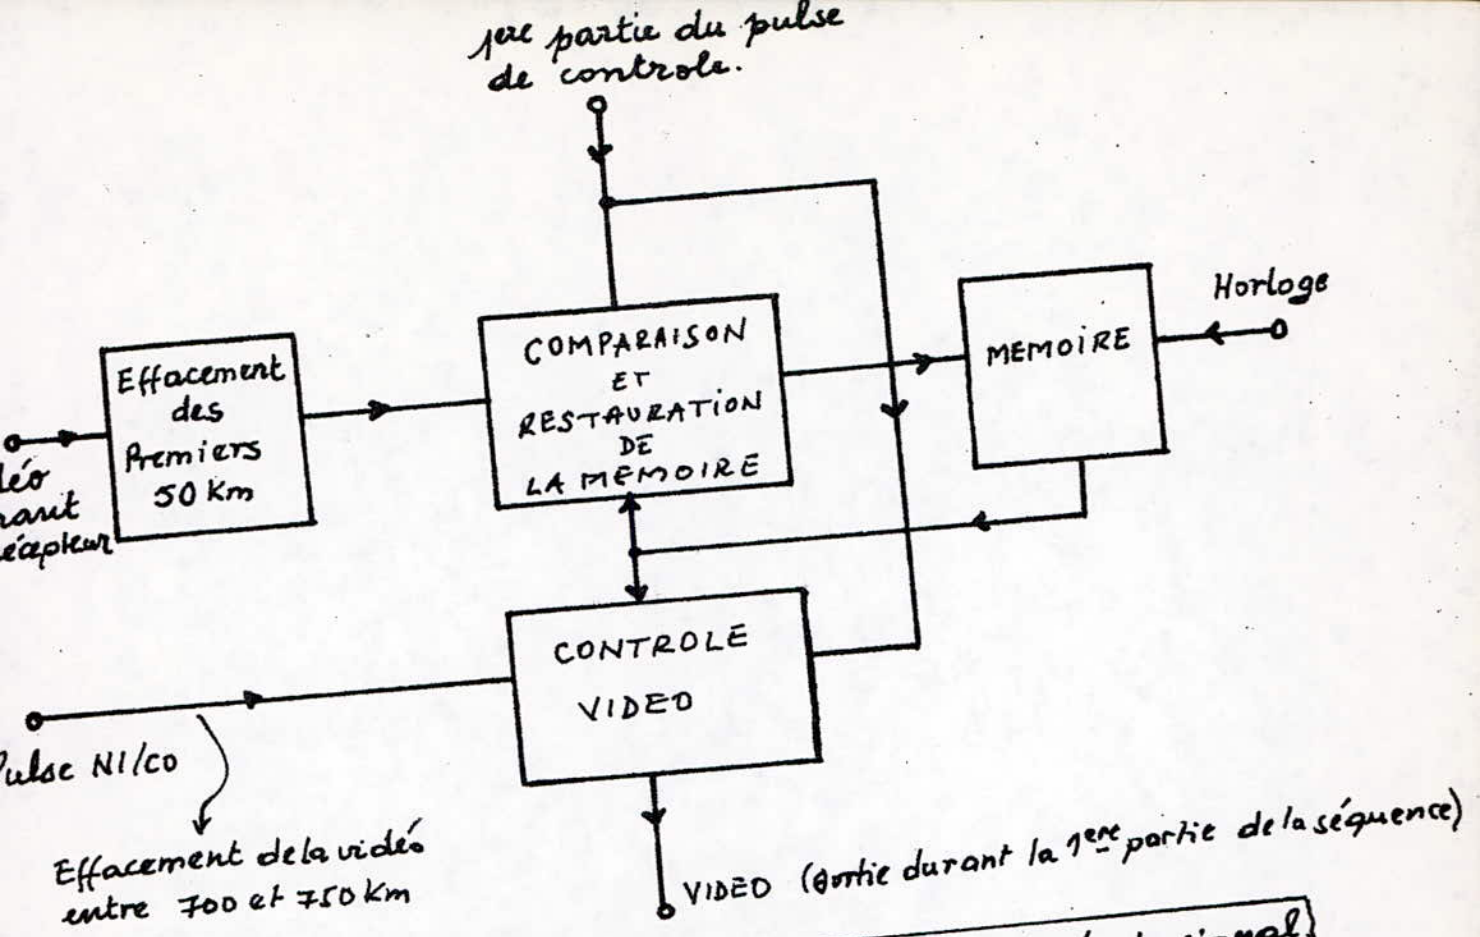 1ere partie du pulse
de controle.
Horloge
MEMOIRE
COMPARAISON
ET
RESTAURATION
DE
LA MEMOIRE
Effacement
des
Premiers
50 Km
CONTROLE
VIDEO
Pulse NI/CO
Effacement de la vidéo
entre 700 et 750 Km
VIDEO (sortie durant la 1ere partie de la séquence)